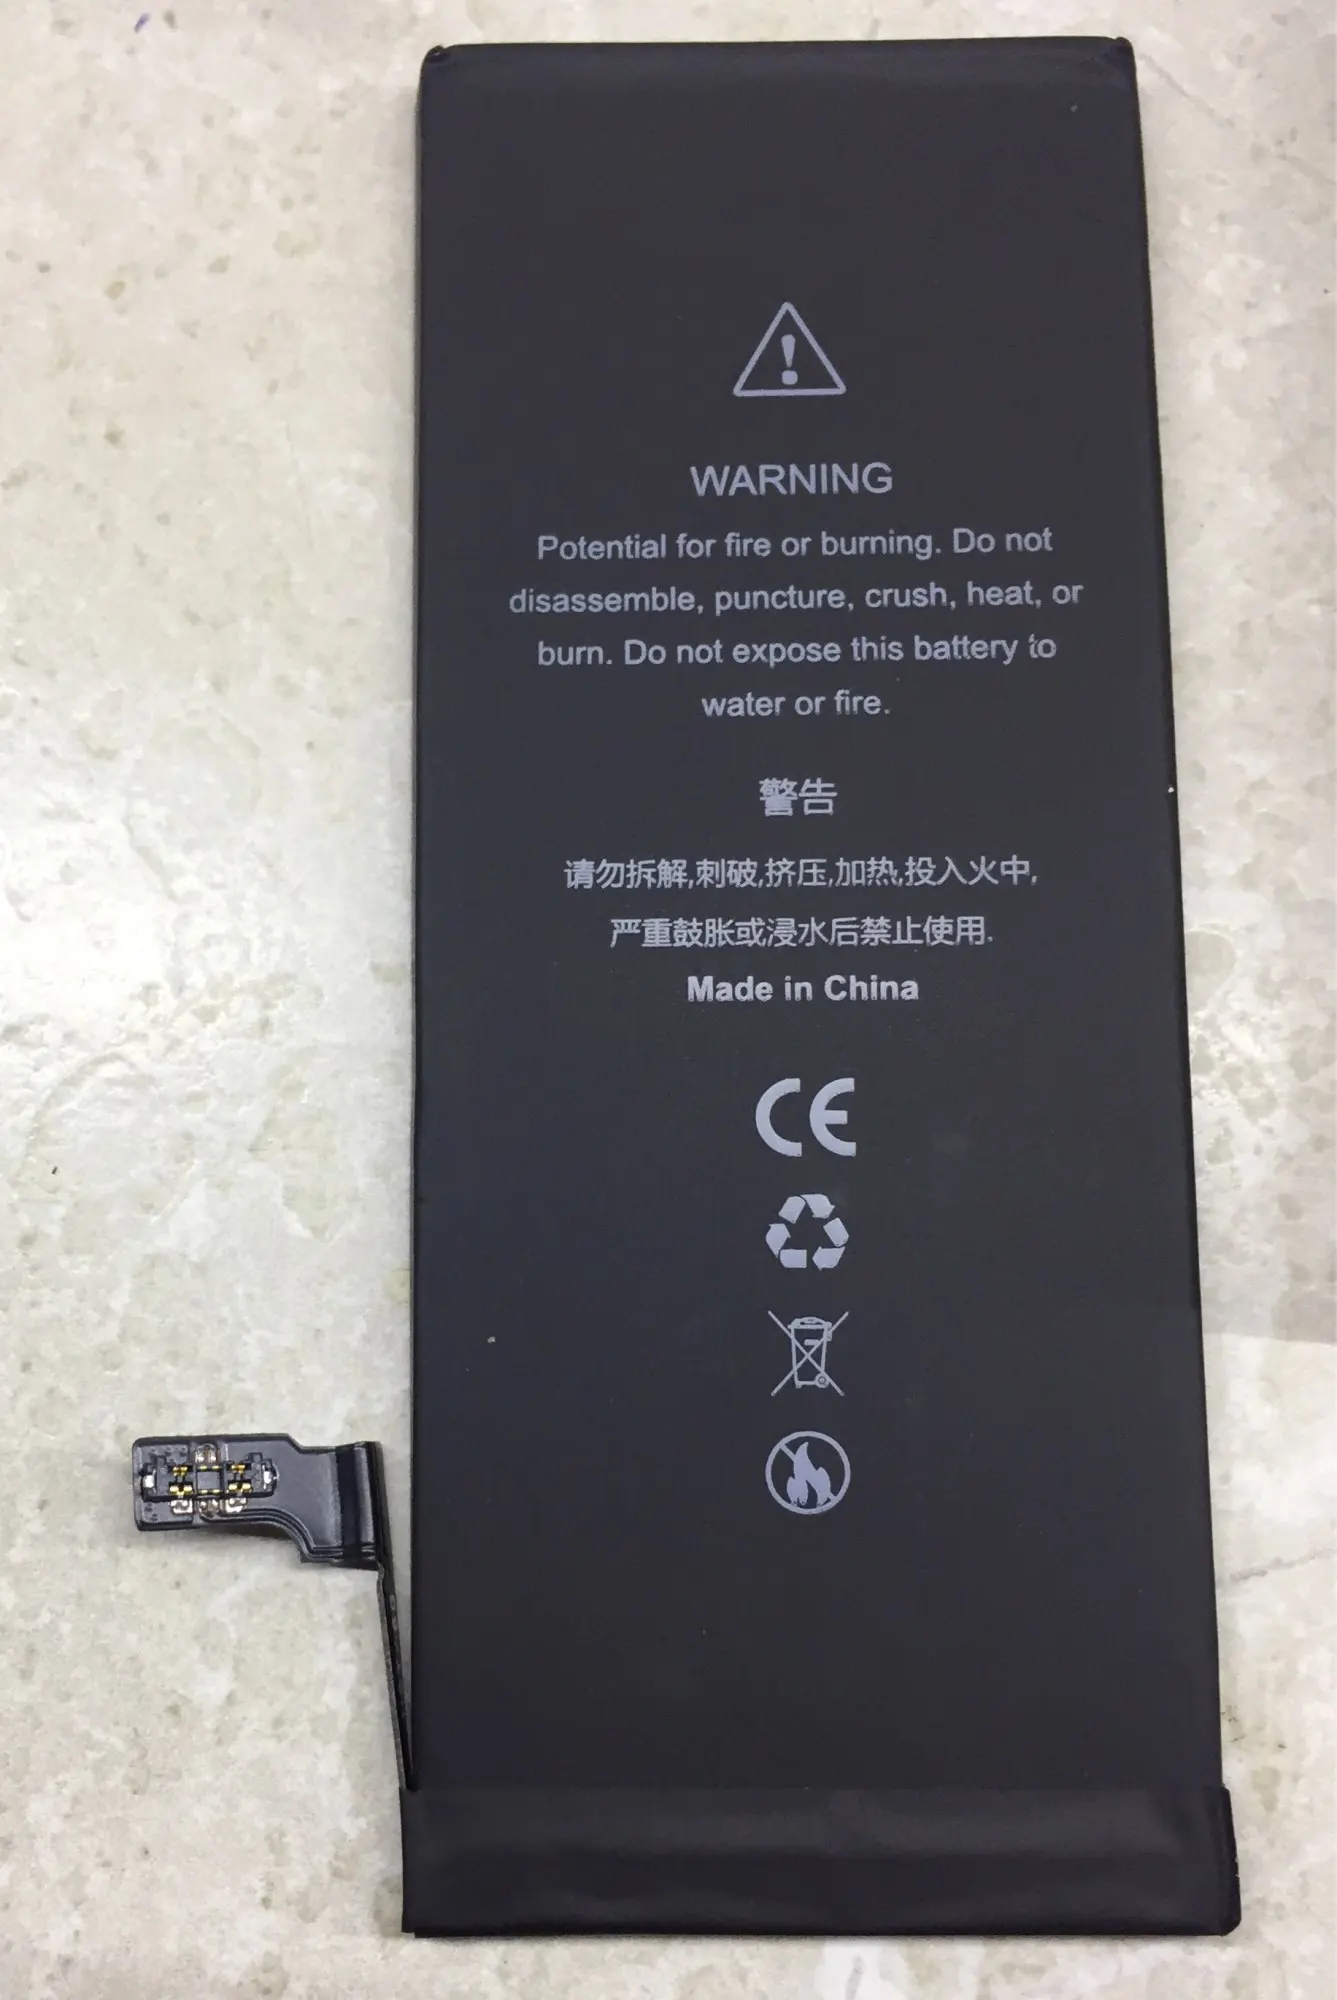 WARNING
Potential for fire or burning. Do not
disassemble, puncture, crush, heat, or
burn. Do not expose this battery to
water or fire.
警告
请勿拆解,刺破,挤压,加热,投入火中,
严重鼓胀或浸水后禁止使用.
Made in China
CE